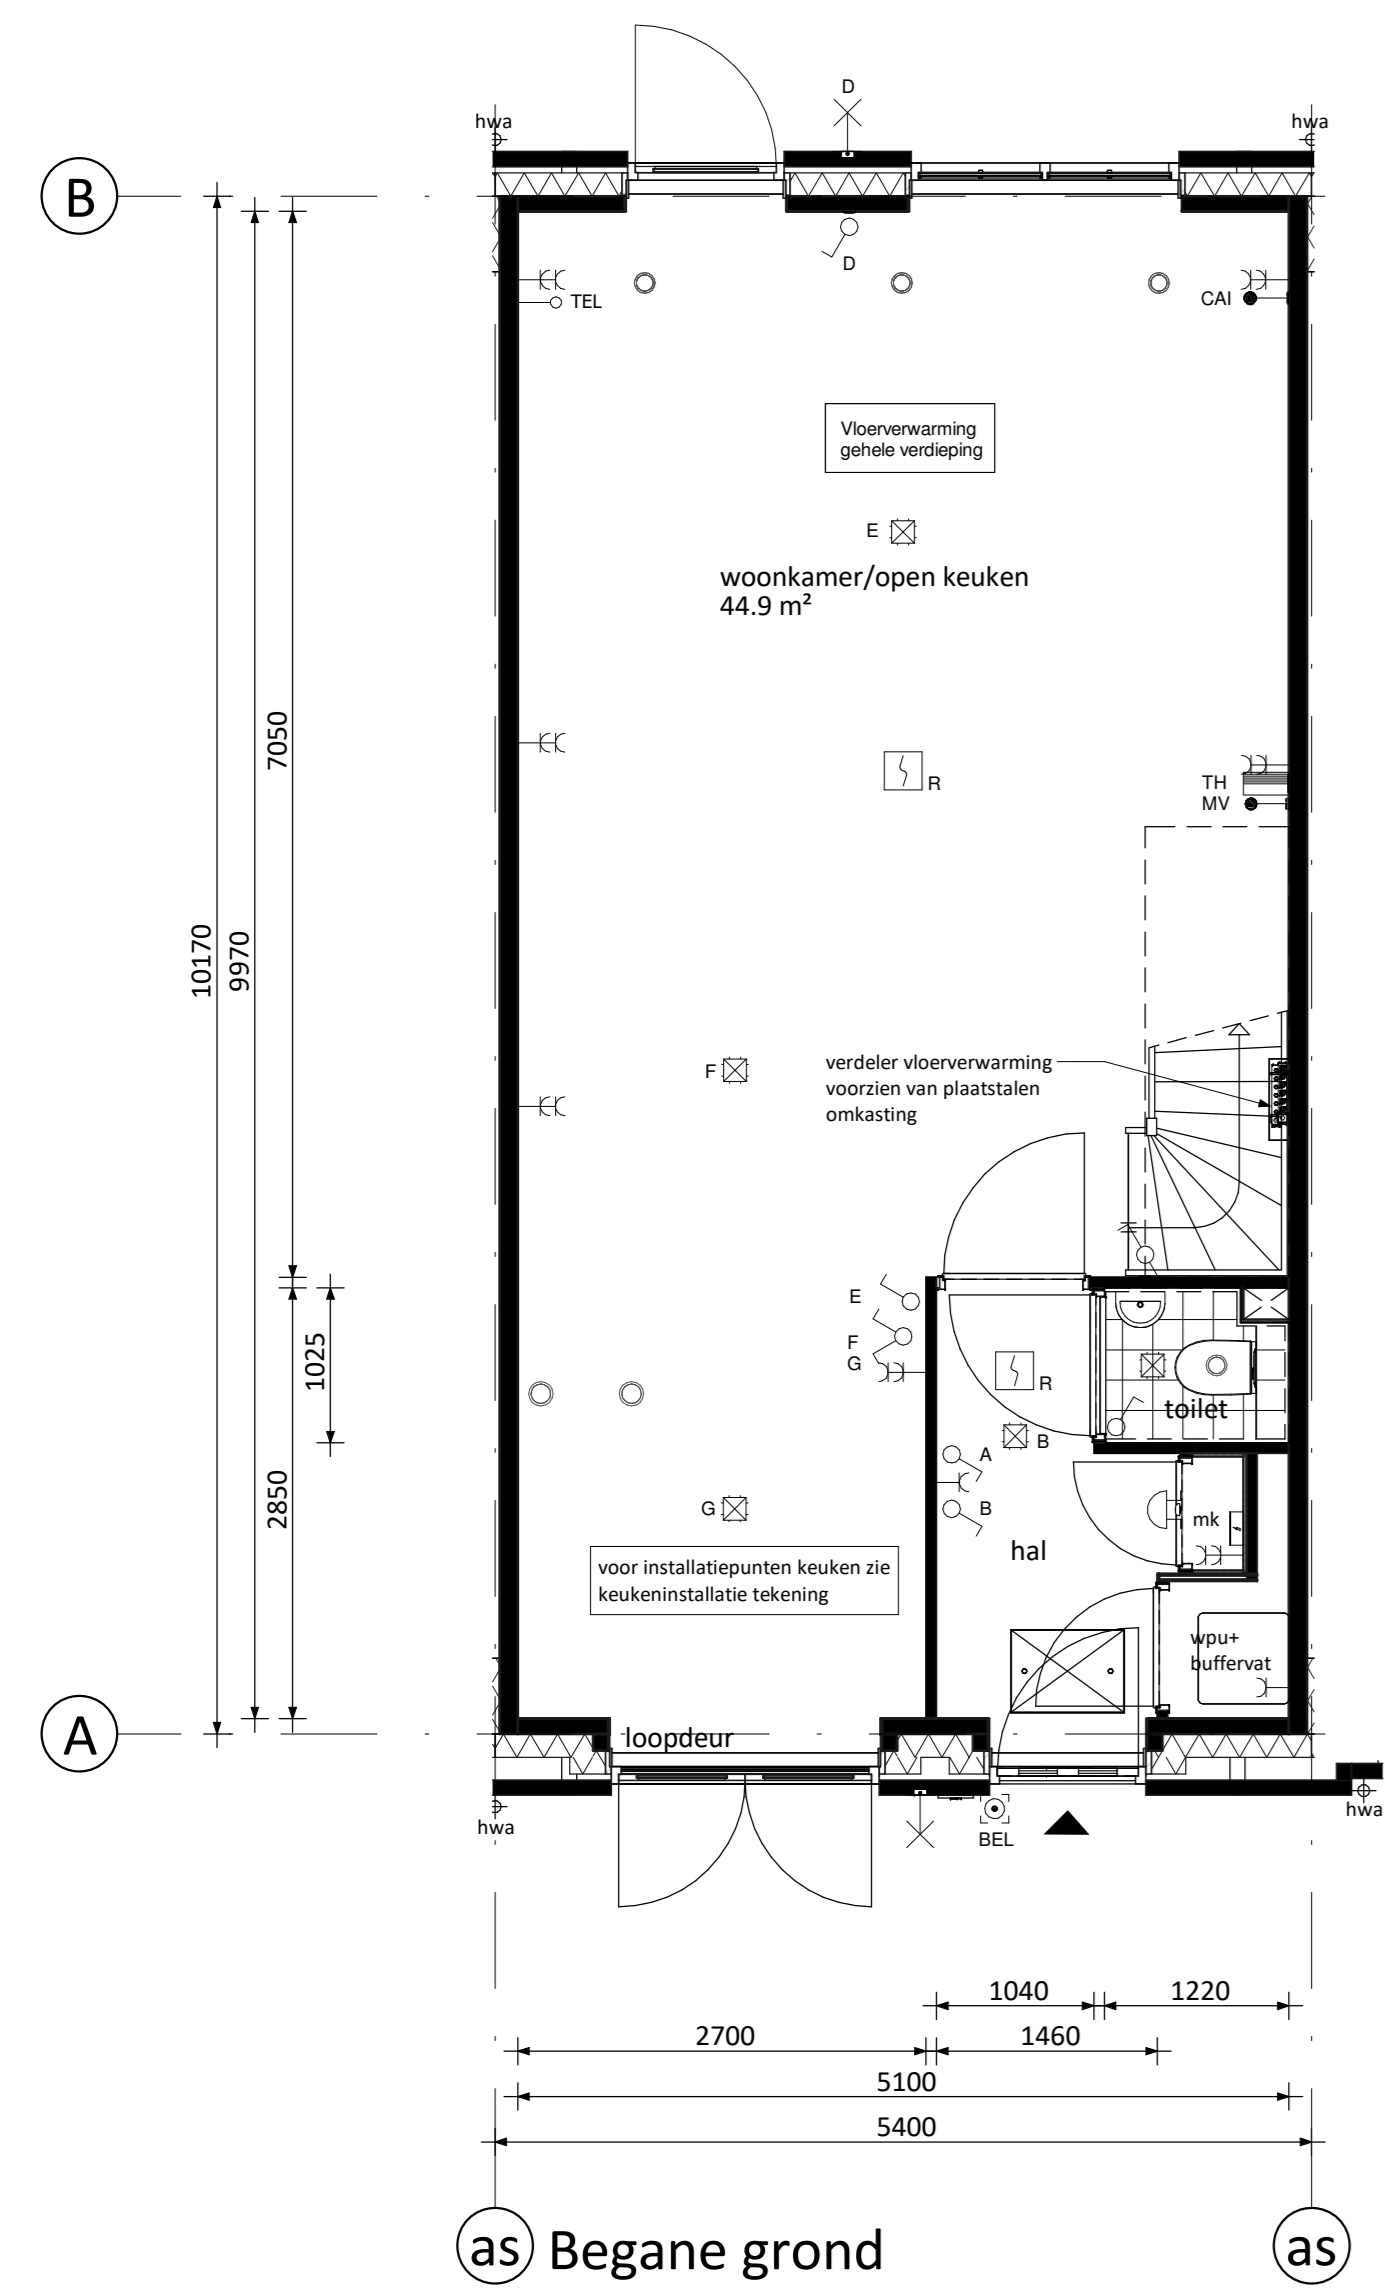 D
hwa
hwa
B
D
TEL
CAI
Vloerverwarming
gehele verdieping
E
woonkamer/open keuken
44.9 m²
7050
R
TH
MV
10170
9970
F
verdeler vloerverwarming
voorzien van plaatstalen
omkasting
E
F
G
1025
R
toilet
B
A
B
2850
G
mk
hal
voor installatiepunten keuken zie
keukeninstallatie tekening
wpu+
buffervat
A
loopdeur
hwa
BEL
hwa
1040
1220
2700
1460
5100
5400
as
Begane grond
as